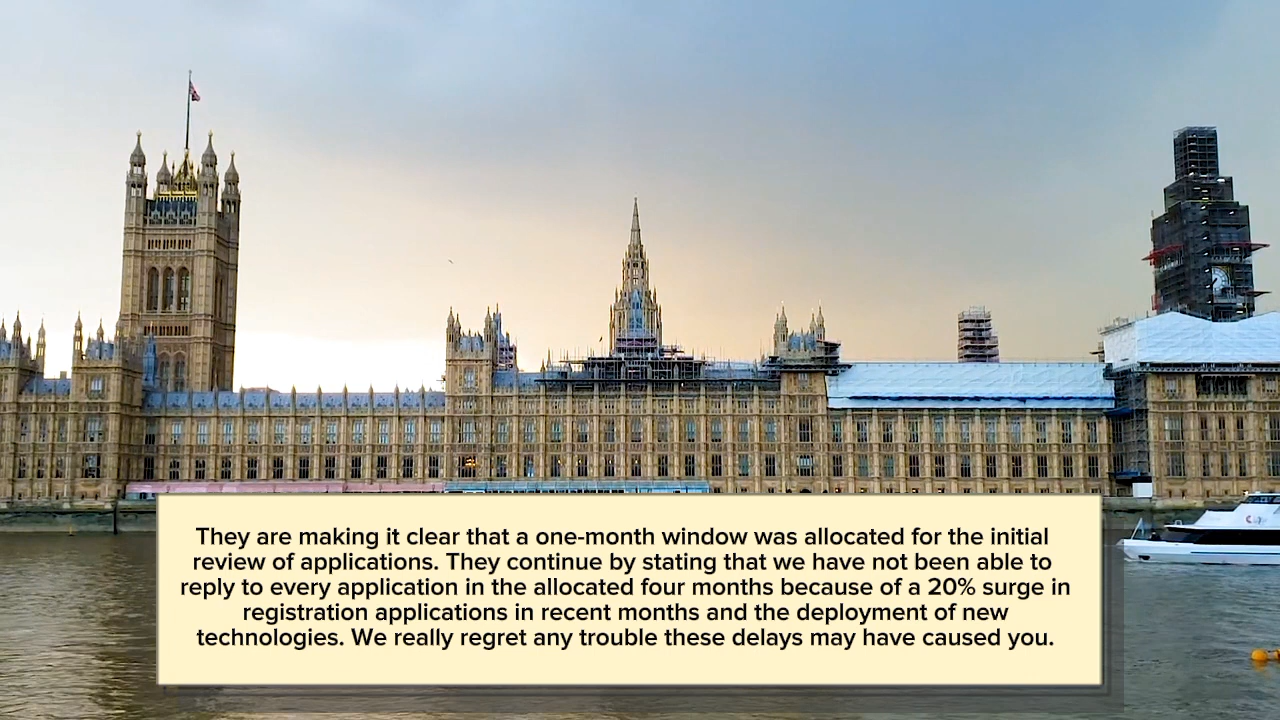 They are making it clear that a one-month window was allocated for the initial
review of applications. They continue by stating that we have not been able to
reply to every application in the allocated four months because of a 20% surge in
registration applications in recent months and the deployment of new
technologies. We really regret any trouble these delays may have caused you.